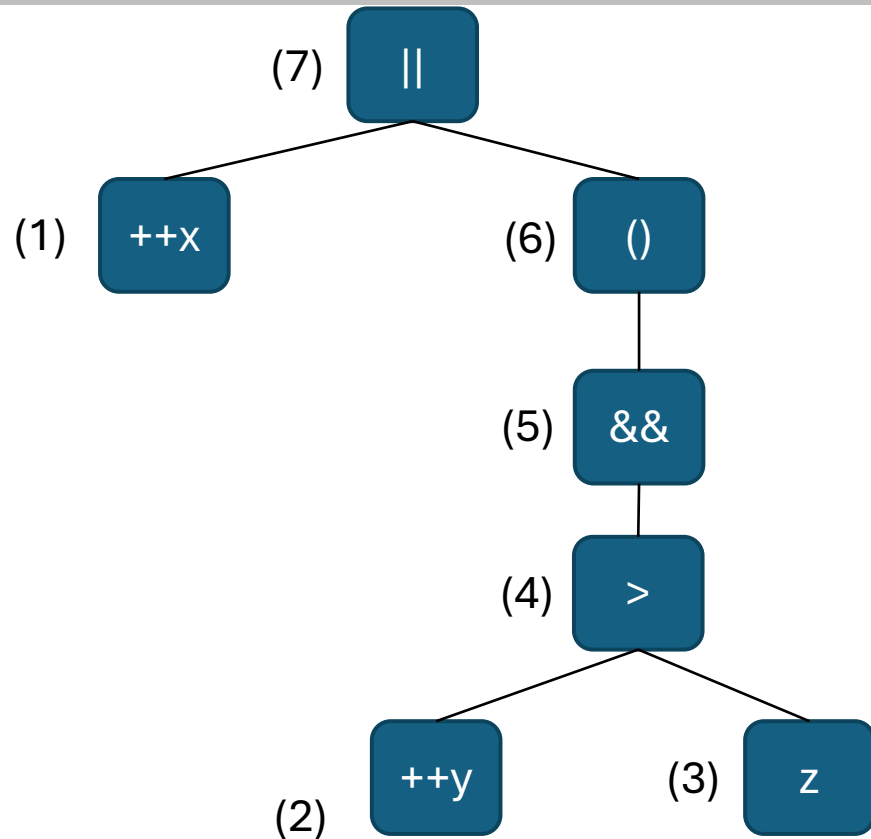 (7) ||
(1) ++x
(6) ()
(5) &&
(4) >
(2) ++y
(3) z